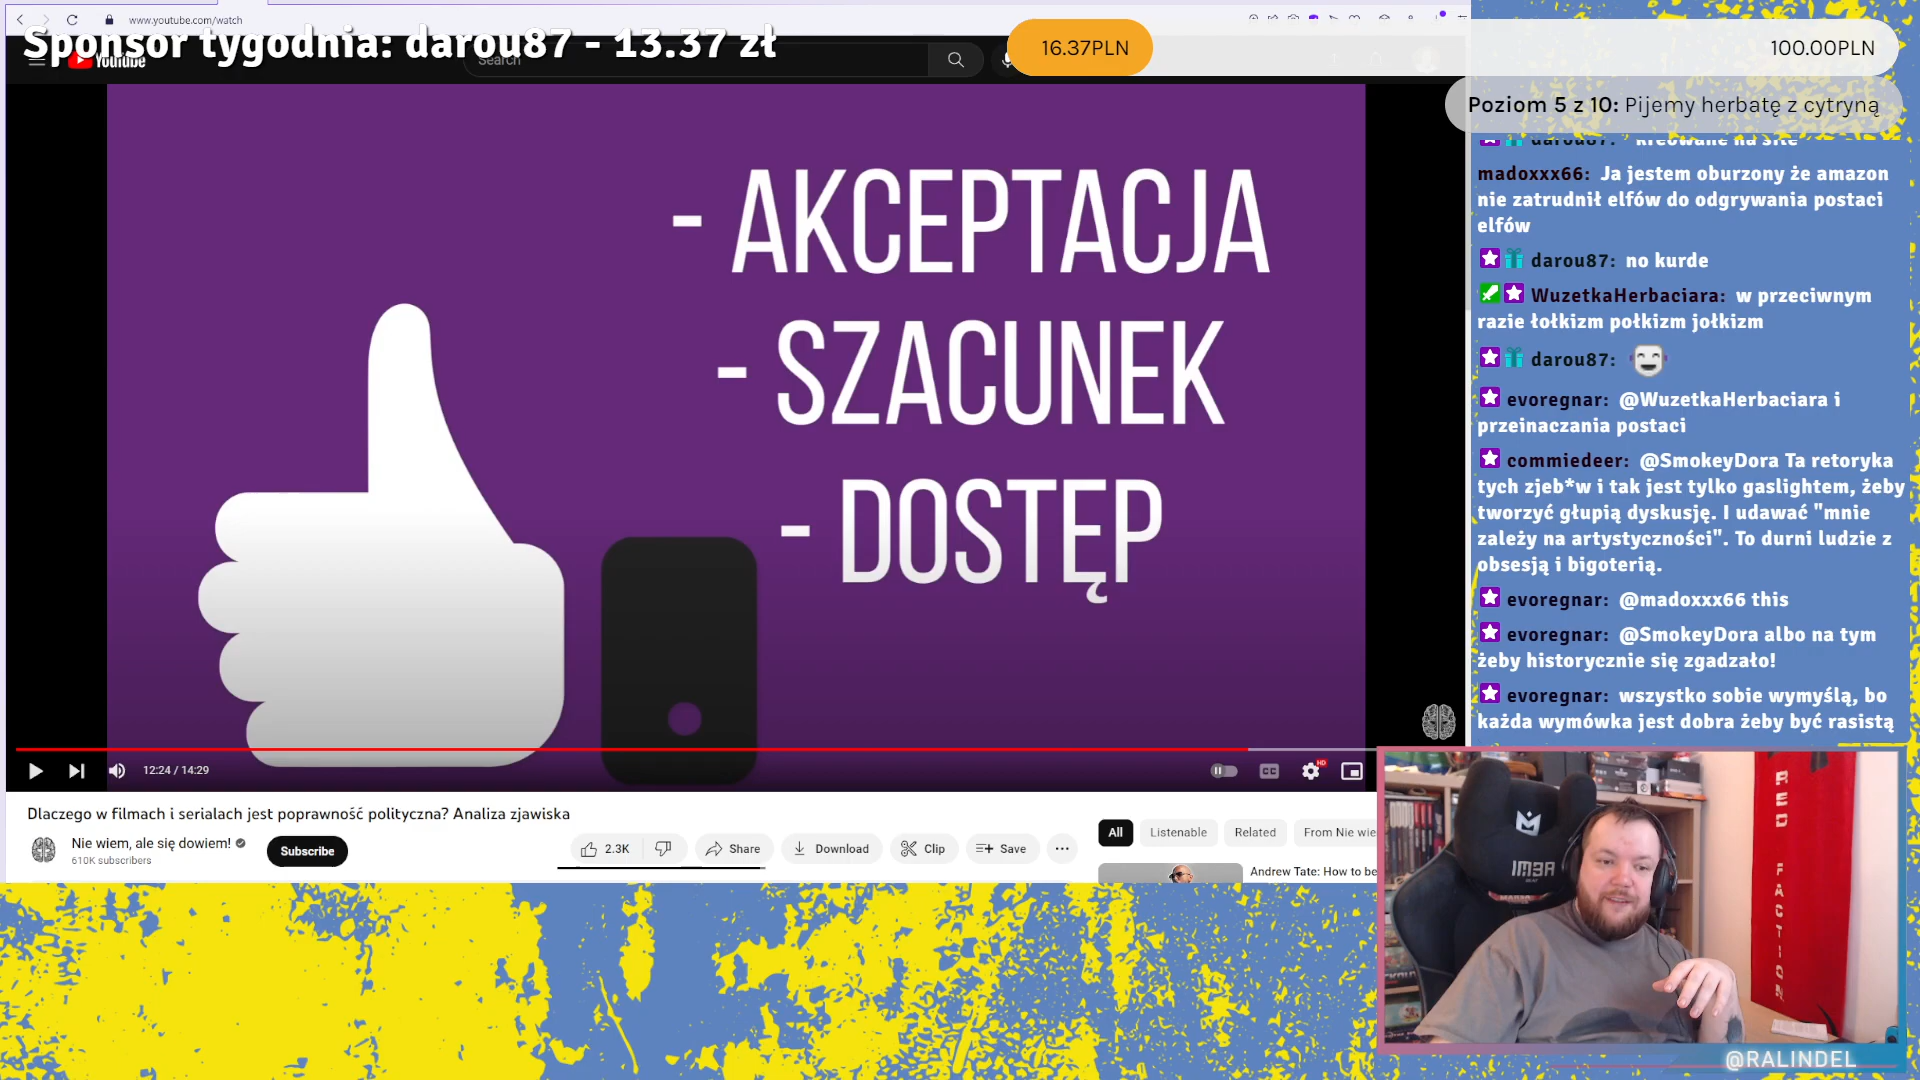 www.youtube.com/watch
Sponsor tygodnia: darou87 - 13.37 zł
YouTube
Search
16.37PLN
100.00PLN
Poziom 5 z 10: Pijemy herbatę z cytryną
- AKCEPTACJA
- SZACUNEK
- DOSTĘP
darou87: kreowane na siłę
madoxxx66: Ja jestem oburzony że amazon
nie zatrudnił elfów do odgrywania postaci
elfów
darou87: no kurde
WuzetkaHerbaciara: w przeciwnym
razie łołkizm połkizm jołkizm
darou87:
evoregnar: @WuzetkaHerbaciara i
przeinaczania postaci
commiedeer: @SmokeyDora Ta retoryka
tych zjeb*w i tak jest tylko gaslightem, żeby
tworzyć głupią dyskusję. I udawać "mnie
zależy na artystyczności". To durni ludzie z
obsesją i bigoterią.
evoregnar: @madoxxx66 this
evoregnar: @SmokeyDora albo na tym
żeby historycznie się zgadzało!
evoregnar: wszystko sobie wymyślą, bo
każda wymówka jest dobra żeby być rasistą
12:24 / 14:29
CC
HD
Dlaczego w filmach i serialach jest poprawność polityczna? Analiza zjawiska
Nie wiem, ale się dowiem!
610K subscribers
Subscribe
2.3K
Share
Download
Clip
Save
All
Listenable
Related
From Nie wie
Andrew Tate: How to be
IMBA
RED FACTION
@RALINDEL